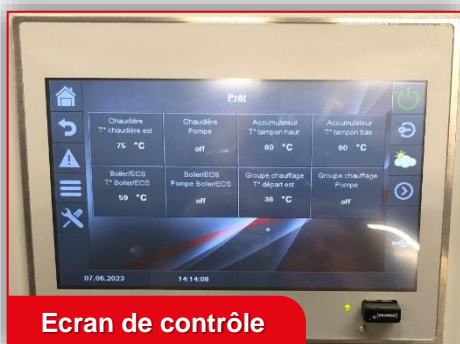 Prêt
Chaudière
T° chaudière est
75 °C
Chaudière
Pompe
off
Accumulateur
T° tampon haut
60 °C
Accumulateur
T° tampon bas
60 °C
Boiler/ECS
T° Boiler/ECS
59 °C
Boiler/ECS
Pompe Boiler/ECS
off
Groupe chauffage
T° départ est
36 °C
Groupe chauffage
Pompe
off
07.06.2023
14:14:08
Ecran de contrôle